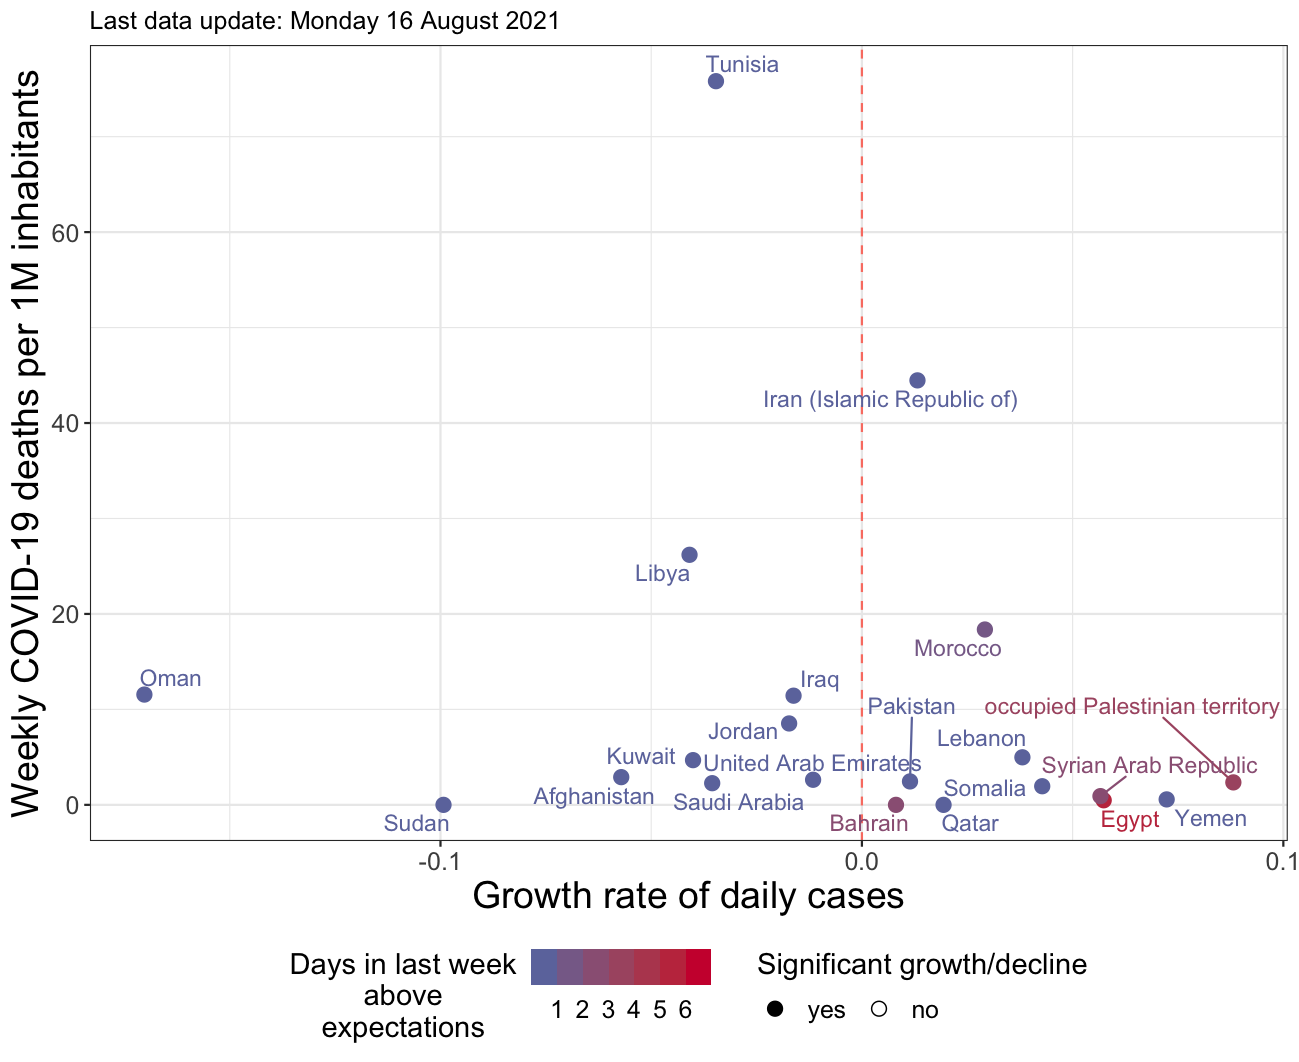 Last data update: Monday 16 August 2021
Weekly COVID-19 deaths per 1M inhabitants
60
40
20
0
Tunisia
Iran (Islamic Republic of)
Libya
Morocco
Oman
Iraq
Pakistan
occupied Palestinian territory
Jordan
Lebanon
Kuwait
United Arab Emirates
Syrian Arab Republic
Afghanistan
Saudi Arabia
Somalia
Sudan
Bahrain
Qatar
Egypt
Yemen
-0.1
0.0
0.1
Growth rate of daily cases
Days in last week
above
expectations
1 2 3 4 5 6
Significant growth/decline
yes no